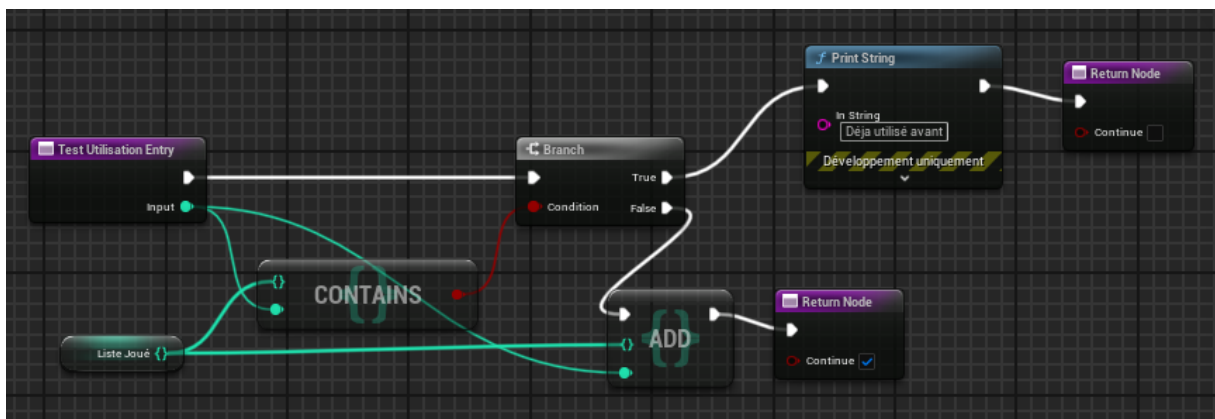 Test Utilisation Entry
Input
Liste Joué
CONTAINS
Branch
True
Condition
False
ADD
Print String
In String
Déja utilisé avant
Développement uniquement
Return Node
Continue
Return Node
Continue